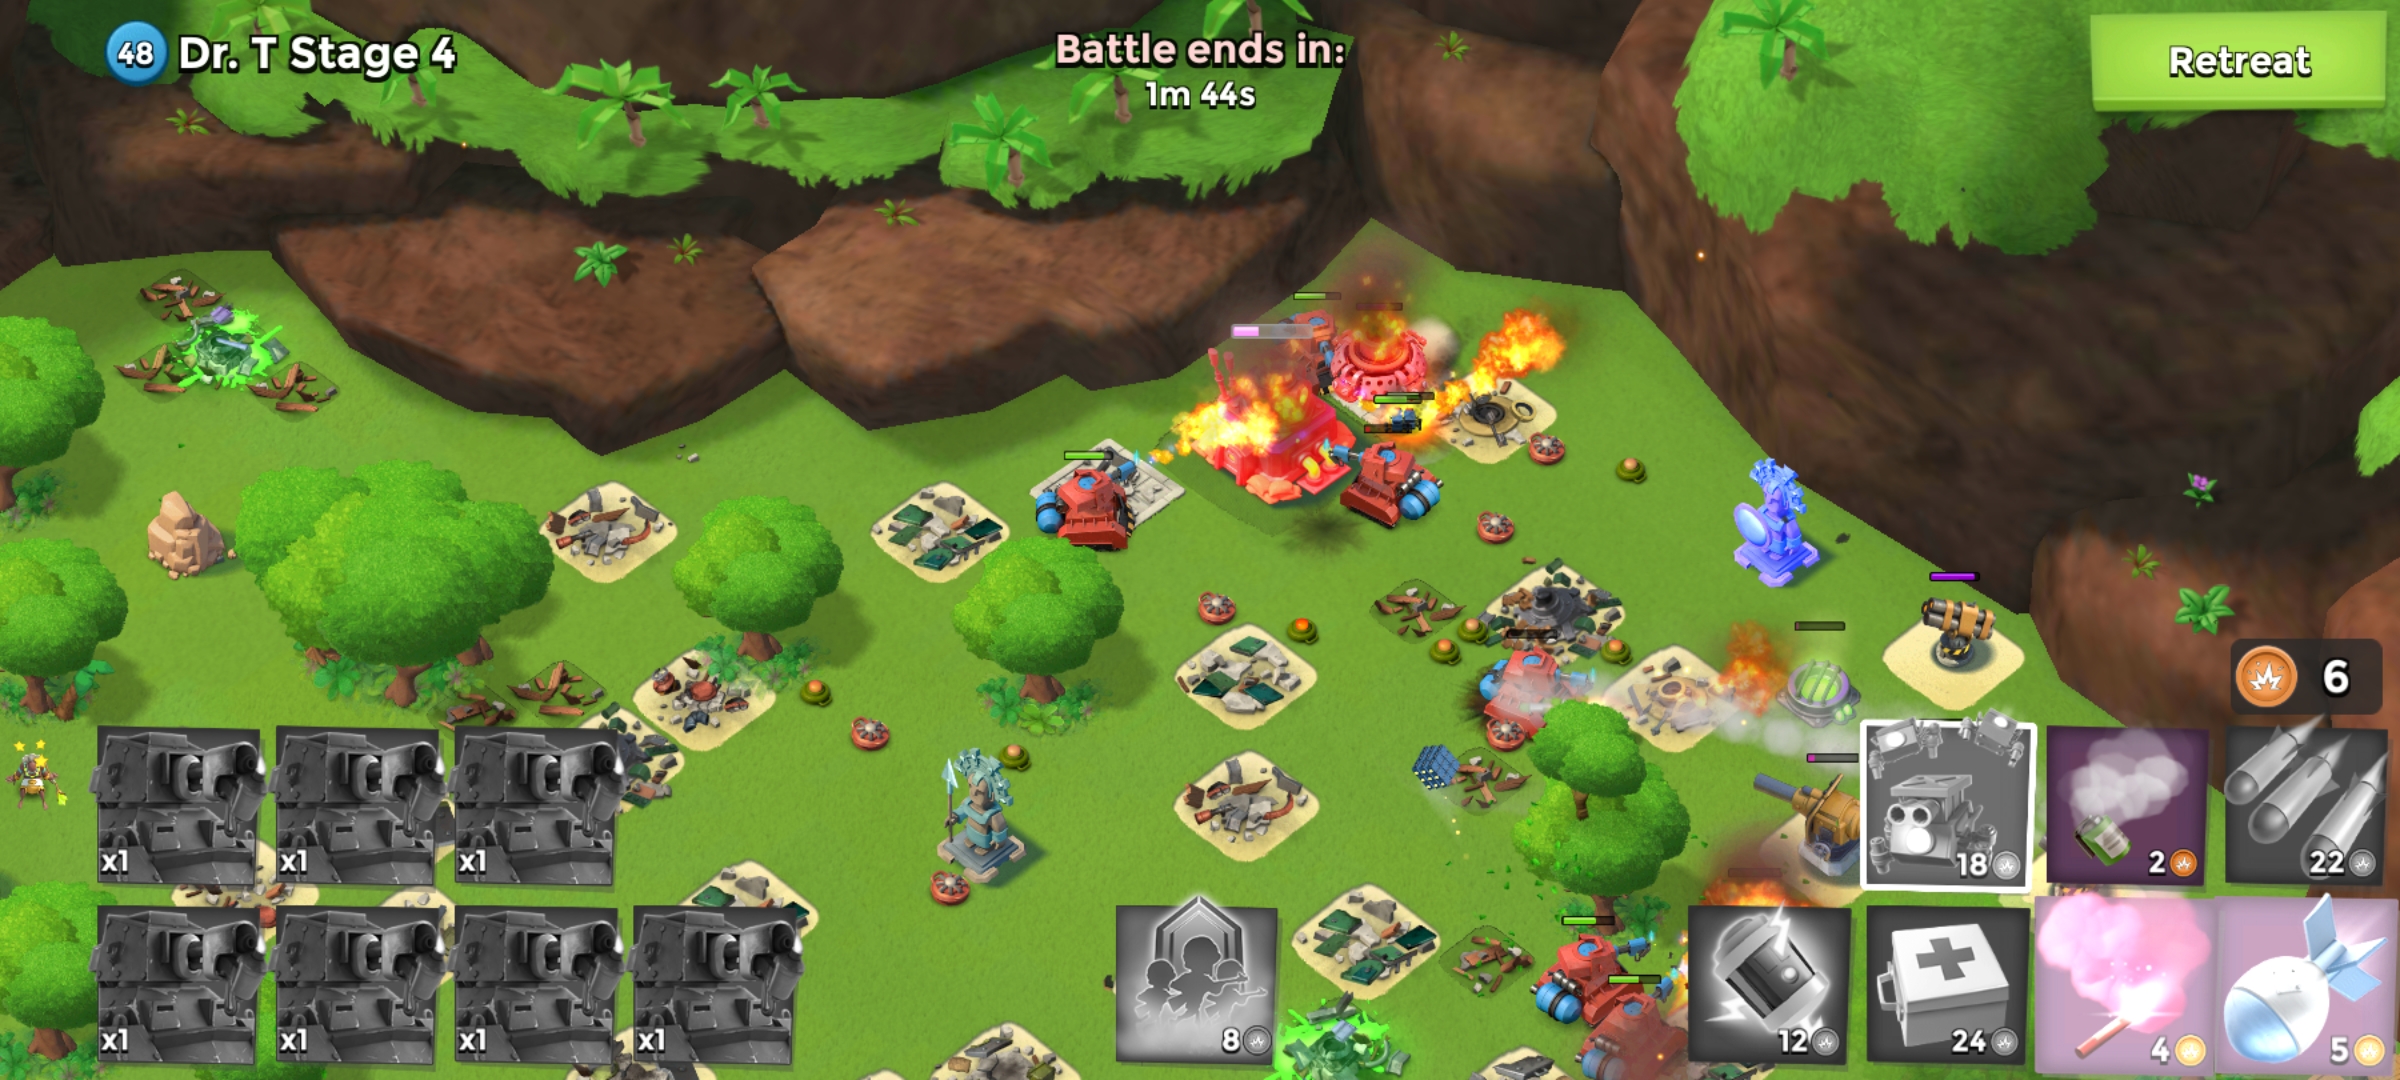 48 Dr. T Stage 4
Battle ends in:
1m 44s
Retreat
6
x1 x1 x1
18 2 22
x1 x1 x1 x1
8 12 24 4 5